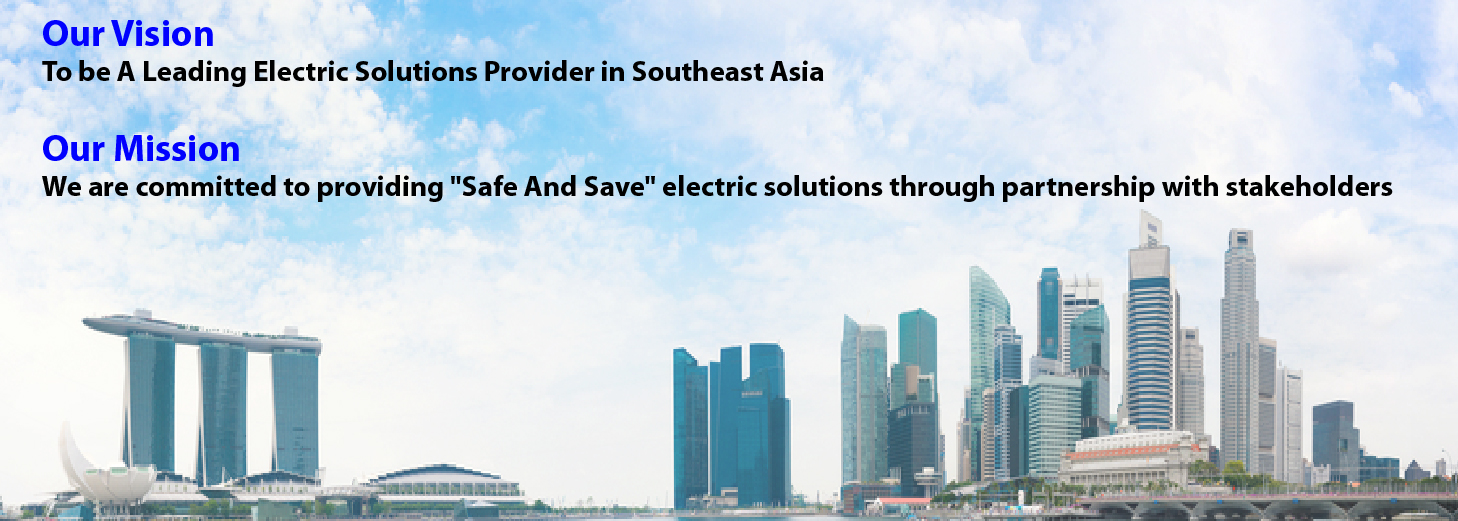 Our Vision
To be A Leading Electric Solutions Provider in Southeast Asia
Our Mission
We are committed to providing "Safe And Save" electric solutions through partnership with stakeholders